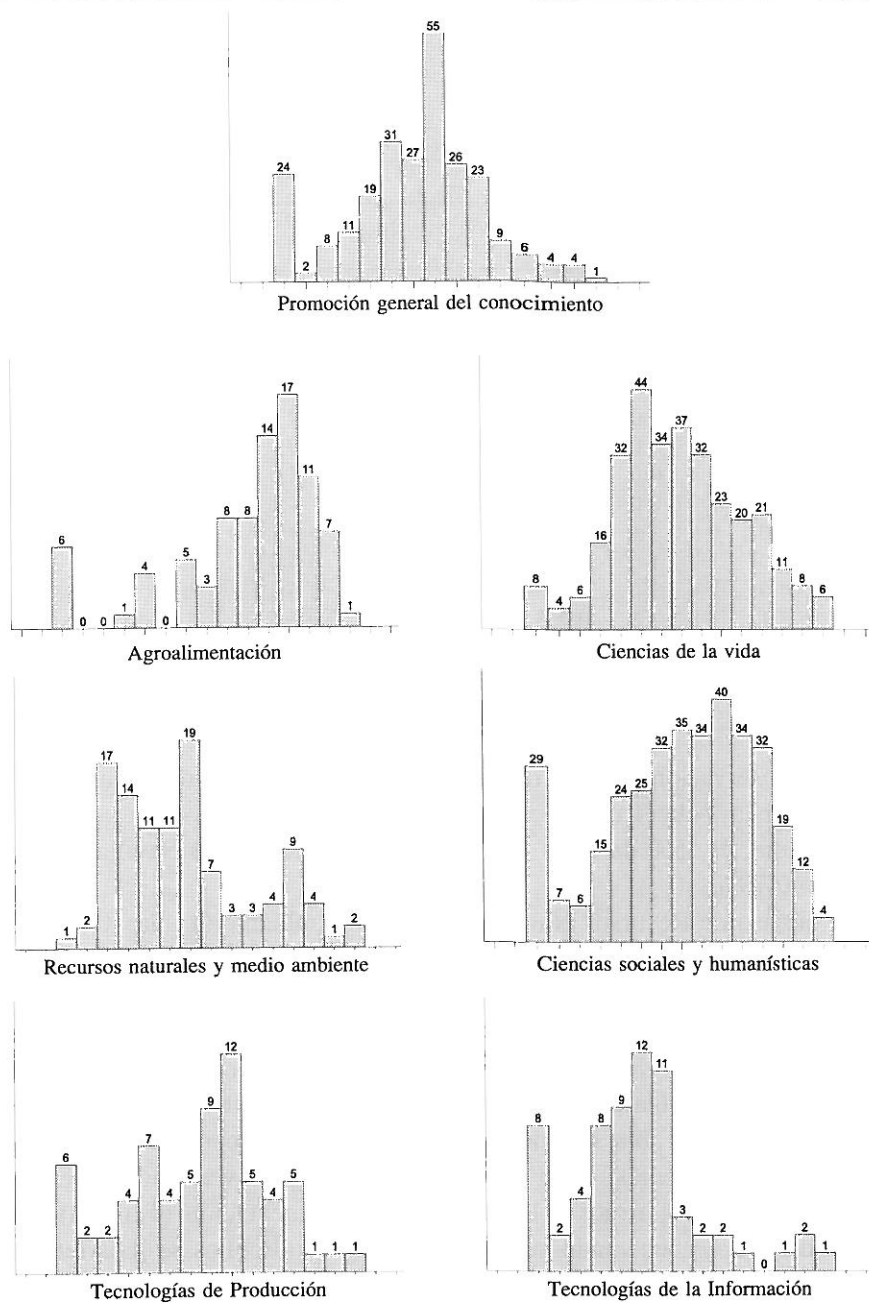 24 2 8 11 19 31 27 55 26 23 9 6 4 4 1
Promoción general del conocimiento
6 0 0 1 4 0 5 3 8 8 14 17 11 7 1
Agroalimentación
8 4 6 16 32 44 34 37 32 23 20 21 11 8 6
Ciencias de la vida
1 2 17 14 11 11 19 7 3 3 4 9 4 1 2
Recursos naturales y medio ambiente
29 7 6 15 24 25 32 35 34 40 34 32 19 12 4
Ciencias sociales y humanísticas
6 2 2 4 7 4 5 9 12 5 4 5 1 1 1
Tecnologías de Producción
8 2 4 8 9 12 11 3 2 2 1 0 1 2 1
Tecnologías de la Información